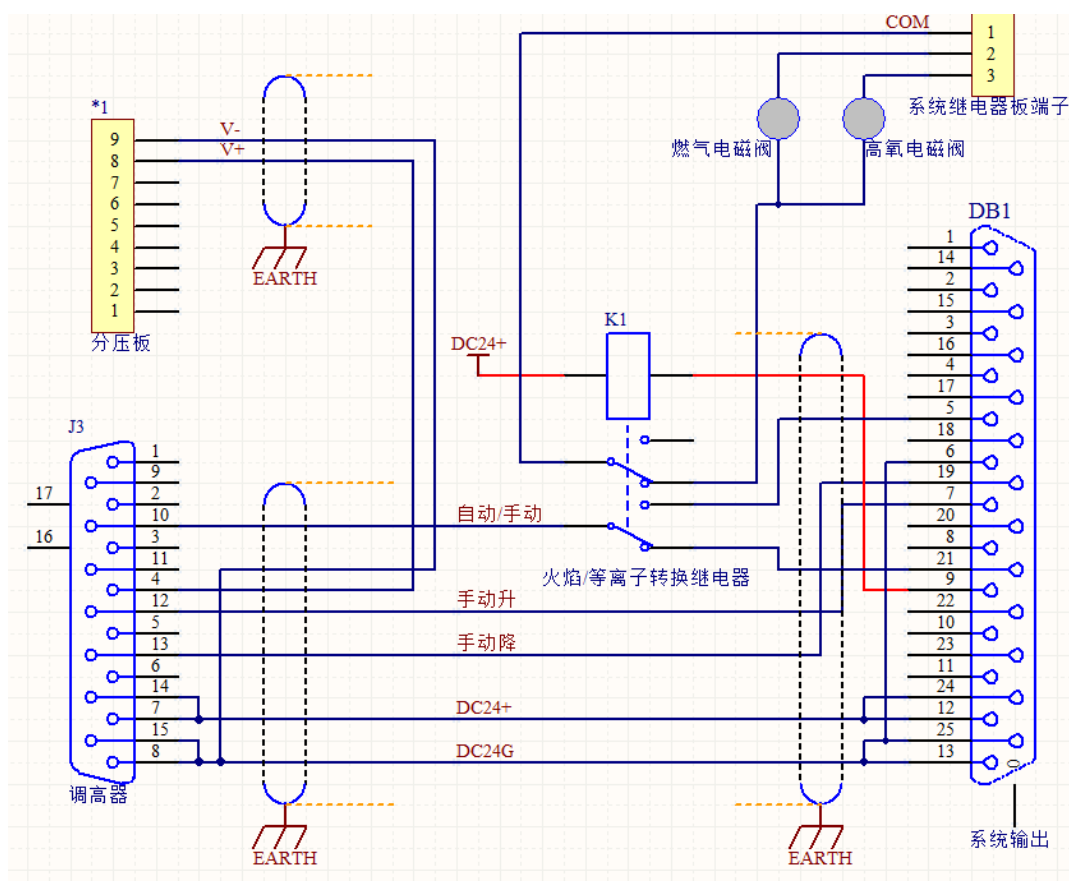 COM
1
2
3
系统继电器板端子
*1
9
8
7
6
5
4
3
2
1
V-
V+
分压板
EARTH
燃气电磁阀
高氧电磁阀
DB1
1
14
2
15
3
16
4
17
5
18
6
19
7
20
8
21
9
22
10
23
11
24
12
25
13
0
系统输出
K1
DC24+
火焰/等离子转换继电器
J3
17
16
1
9
2
10
3
11
4
12
5
13
6
14
7
15
8
调高器
自动/手动
手动升
手动降
DC24+
DC24G
EARTH
EARTH